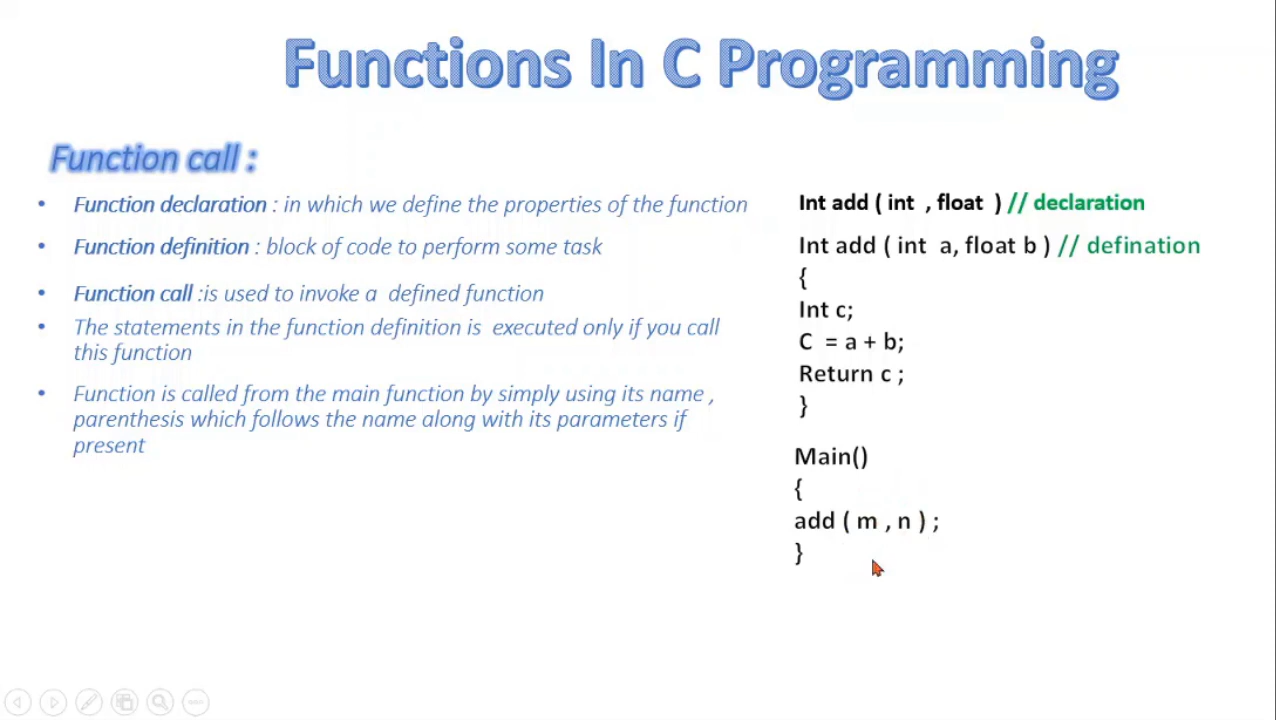 Functions In C Programming
Function call :
• Function declaration : in which we define the properties of the function
• Function definition : block of code to perform some task
• Function call :is used to invoke a defined function
• The statements in the function definition is executed only if you call
this function
• Function is called from the main function by simply using its name ,
parenthesis which follows the name along with its parameters if
present
Int add ( int , float ) // declaration
Int add ( int a, float b ) // defination
{
Int c;
C = a + b;
Return c ;
}
Main()
{
add ( m , n ) ;
}